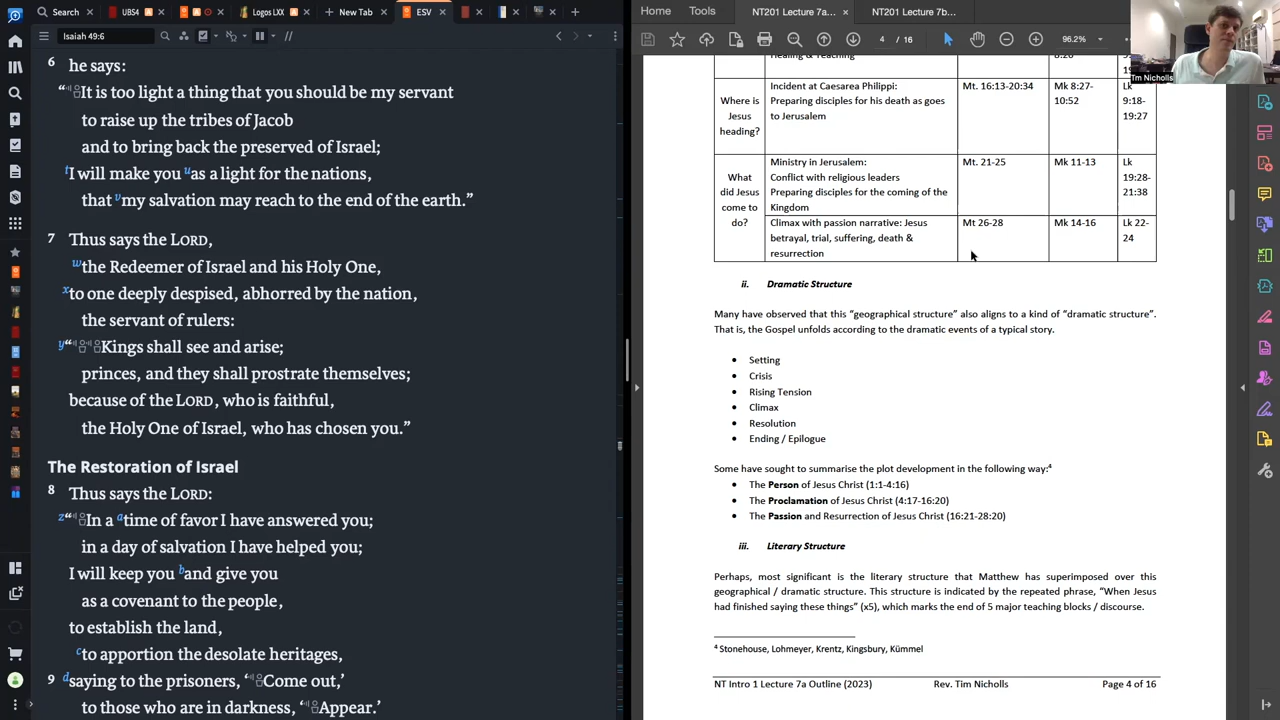 Search
UBS4
NA28
Logos LXX
New Tab
ESV
Isaiah 49:6
6 he says:
“It is too light a thing that you should be my servant
to raise up the tribes of Jacob
and to bring back the preserved of Israel;
t I will make you u as a light for the nations,
that v my salvation may reach to the end of the earth.”
7 Thus says the LORD,
w the Redeemer of Israel and his Holy One,
x to one deeply despised, abhorred by the nation,
the servant of rulers:
y “Kings shall see and arise;
princes, and they shall prostrate themselves;
because of the LORD, who is faithful,
the Holy One of Israel, who has chosen you.”
The Restoration of Israel
8 Thus says the LORD:
z “In a a time of favor I have answered you;
in a day of salvation I have helped you;
I will keep you b and give you
as a covenant to the people,
to establish the land,
c to apportion the desolate heritages,
9 d saying to the prisoners, e ‘Come out,’
to those who are in darkness, ‘Appear.’
Home Tools NT201 Lecture 7a... × NT201 Lecture 7b...
4 / 16 96.2%
Tim Nicholls
Healing & Teaching
Where is Jesus heading?
Incident at Caesarea Philippi:
Preparing disciples for his death as goes
to Jerusalem
Mt. 16:13-20:34
Mk 8:27-
10:52
Lk
9:18-
19:27
What
did Jesus
come to
do?
Ministry in Jerusalem:
Conflict with religious leaders
Preparing disciples for the coming of the
Kingdom
Mt. 21-25
Mk 11-13
Lk
19:28-
21:38
Climax with passion narrative: Jesus
betrayal, trial, suffering, death &
resurrection
Mt 26-28
Mk 14-16
Lk 22-
24
ii. Dramatic Structure
Many have observed that this “geographical structure” also aligns to a kind of “dramatic structure”.
That is, the Gospel unfolds according to the dramatic events of a typical story.
• Setting
• Crisis
• Rising Tension
• Climax
• Resolution
• Ending / Epilogue
Some have sought to summarise the plot development in the following way:4
• The Person of Jesus Christ (1:1-4:16)
• The Proclamation of Jesus Christ (4:17-16:20)
• The Passion and Resurrection of Jesus Christ (16:21-28:20)
iii. Literary Structure
Perhaps, most significant is the literary structure that Matthew has superimposed over this
geographical / dramatic structure. This structure is indicated by the repeated phrase, “When Jesus
had finished saying these things” (x5), which marks the end of 5 major teaching blocks / discourse.
4 Stonehouse, Lohmeyer, Krentz, Kingsbury, Kümmel
NT Intro 1 Lecture 7a Outline (2023) Rev. Tim Nicholls Page 4 of 16